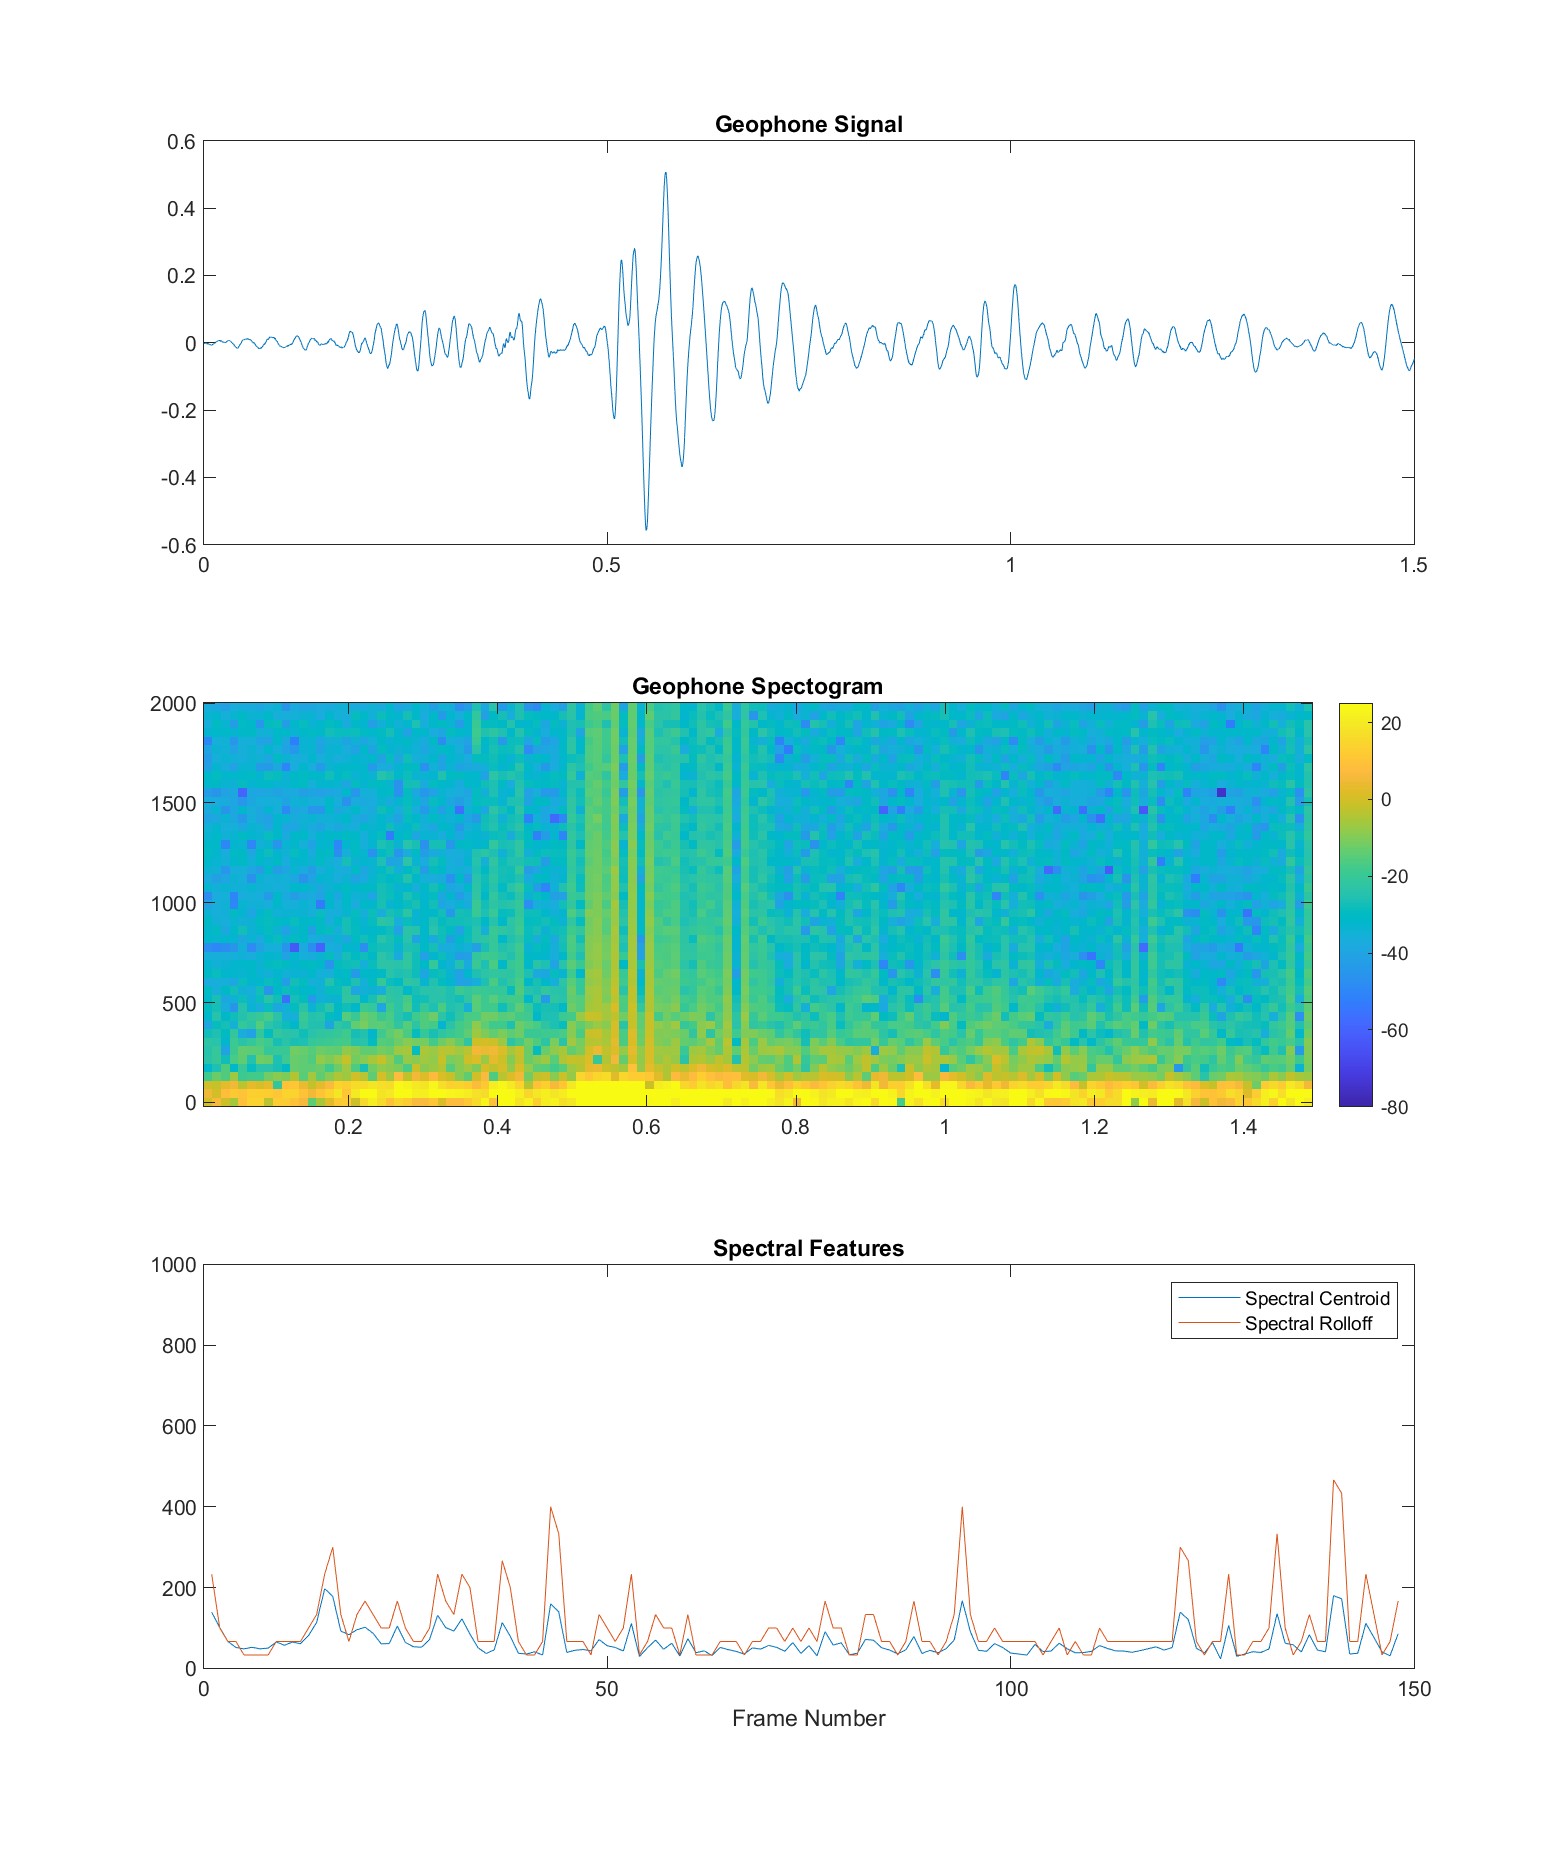 Geophone Signal
0.6
0.4
0.2
0
-0.2
-0.4
-0.6
0 0.5 1 1.5
Geophone Spectogram
2000
1500
1000
500
0
20
0
-20
-40
-60
-80
0.2 0.4 0.6 0.8 1 1.2 1.4
Spectral Features
1000
800
600
400
200
0
Spectral Centroid
Spectral Rolloff
0 50 100 150
Frame Number